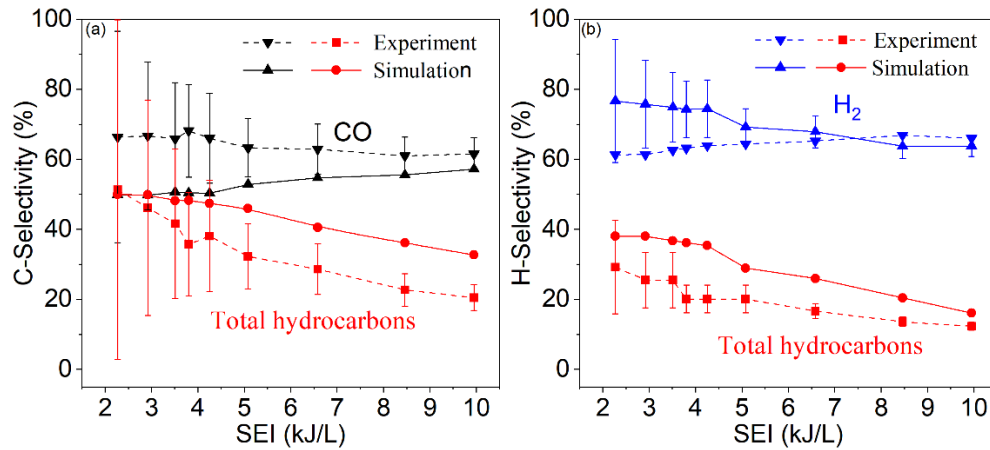 (a)
Experiment
Simulation
CO
Total hydrocarbons
C-Selectivity (%)
100
80
60
40
20
0
2 3 4 5 6 7 8 9 10
SEI (kJ/L)
(b)
Experiment
Simulation
H2
Total hydrocarbons
H-Selectivity (%)
100
80
60
40
20
0
2 3 4 5 6 7 8 9 10
SEI (kJ/L)